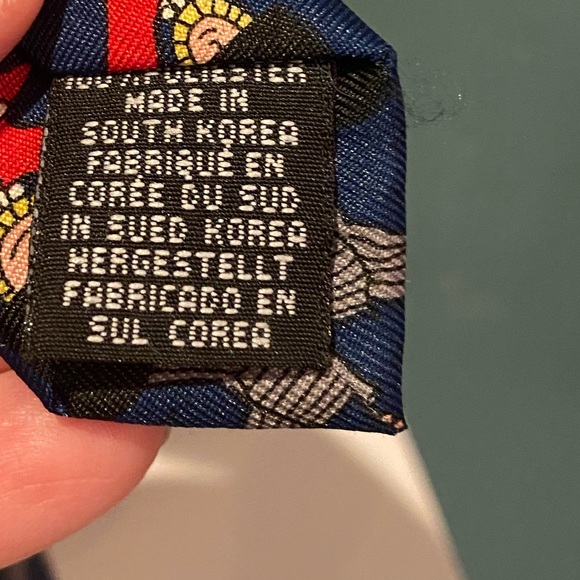 MADE IN
SOUTH KOREA
FABRIQUÉ EN
CORÉE DU SUD
IN SUED KOREA
HERGESTELLT
FABRICADO EN
SUL COREA